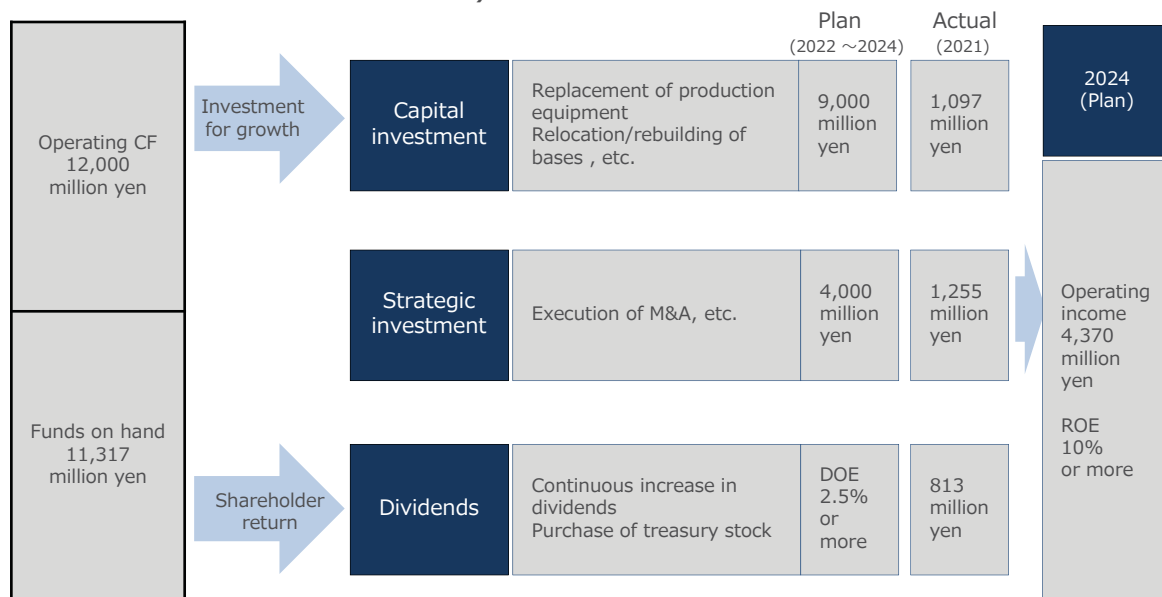 Plan
(2022 ~2024)
Actual
(2021)
Operating CF
12,000
million yen
Funds on hand
11,317
million yen
Investment
for growth
Capital
investment
Replacement of production
equipment
Relocation/rebuilding of
bases , etc.
9,000
million
yen
1,097
million
yen
Strategic
investment
Execution of M&A, etc.
4,000
million
yen
1,255
million
yen
Shareholder
return
Dividends
Continuous increase in
dividends
Purchase of treasury stock
DOE
2.5%
or
more
813
million
yen
2024
(Plan)
Operating
income
4,370
million
yen
ROE
10%
or more